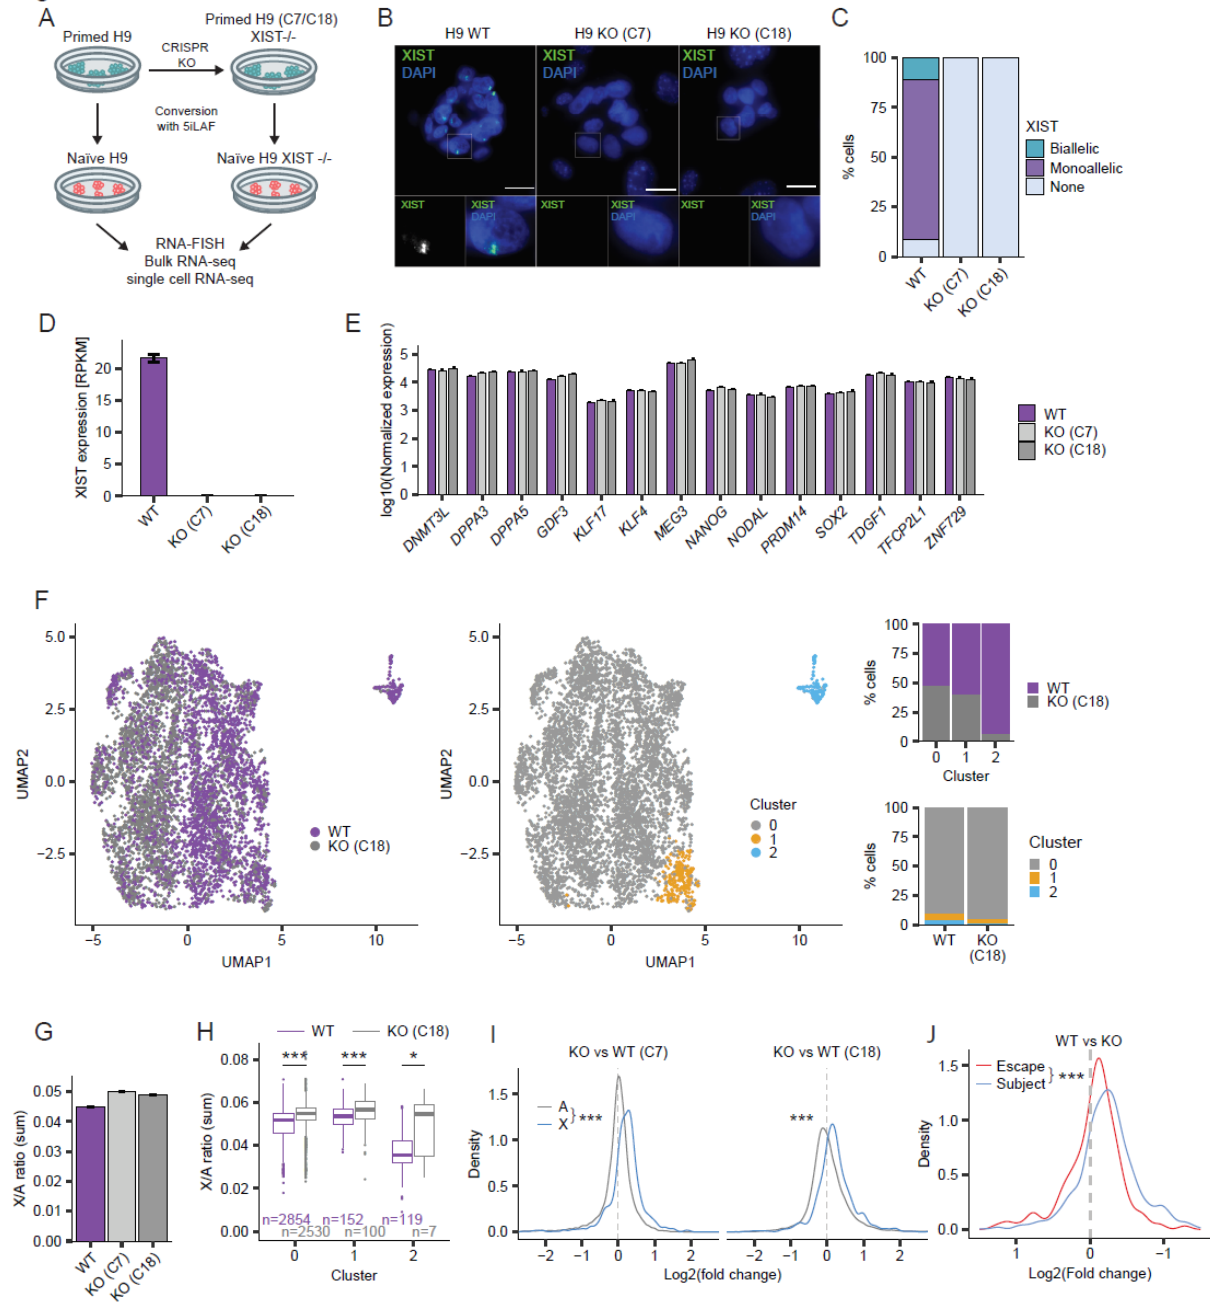 A
Primed H9
CRISPR
KO
Primed H9 (C7/C18)
XIST-/-
Conversion
with 5iLAF
Naïve H9
Naïve H9 XIST -/-
RNA-FISH
Bulk RNA-seq
single cell RNA-seq
B
H9 WT
H9 KO (C7)
H9 KO (C18)
XIST
DAPI
XIST
DAPI
XIST
DAPI
XIST
XIST
DAPI
XIST
XIST
DAPI
XIST
XIST
DAPI
C
% cells
100
75
50
25
0
WT
KO (C7)
KO (C18)
XIST
Biallelic
Monoallelic
None
D
XIST expression [RPKM]
20
15
10
5
0
WT
KO (C7)
KO (C18)
E
log10(Normalized expression)
5
4
3
2
1
0
DNMT3L
DPPA3
DPPA5
GDF3
KLF17
KLF4
MEG3
NANOG
NODAL
PRDM14
SOX2
TDGF1
TFCP2L1
ZNF729
WT
KO (C7)
KO (C18)
F
UMAP2
5.0
2.5
0.0
−2.5
−5
0
5
10
UMAP1
WT
KO (C18)
UMAP2
5.0
2.5
0.0
−2.5
−5
0
5
10
UMAP1
Cluster
0
1
2
% cells
100
75
50
25
0
0
1
2
Cluster
WT
KO (C18)
% cells
100
75
50
25
0
WT
KO
(C18)
Cluster
0
1
2
G
X/A ratio (sum)
0.05
0.04
0.03
0.02
0.01
0.00
WT
KO (C7)
KO (C18)
H
WT
KO (C18)
X/A ratio (sum)
0.08
0.06
0.04
0.02
0.00
***
***
*
n=2854
n=152
n=119
n=2530
n=100
n=7
0
1
2
Cluster
I
KO vs WT (C7)
KO vs WT (C18)
Density
1.5
1.0
0.5
0.0
A
X
***
***
−2
−1
0
1
2
−2
−1
0
1
2
Log2(fold change)
J
WT vs KO
Density
1.5
1.0
0.5
0.0
Escape
Subject
***
1
0
−1
Log2(Fold change)